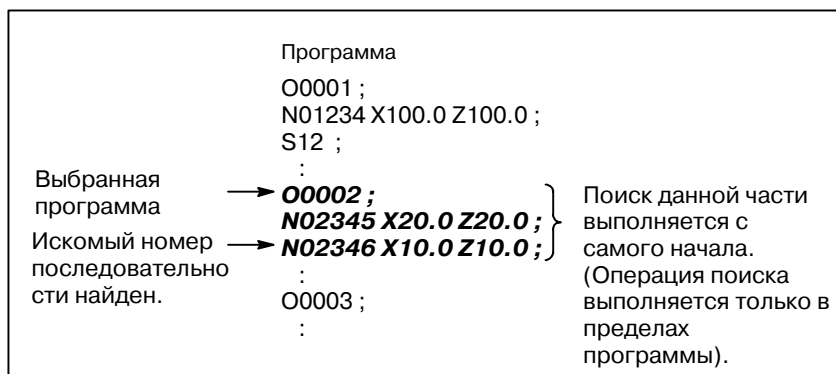 Программа
O0001 ;
N01234 X100.0 Z100.0 ;
S12 ;
:
Выбранная
программа
O0002 ;
N02345 X20.0 Z20.0 ;
Искомый номер
последовательно
сти найден.
N02346 X10.0 Z10.0 ;
:
O0003 ;
:
Поиск данной части
выполняется с
самого начала.
(Операция поиска
выполняется только в
пределах
программы).